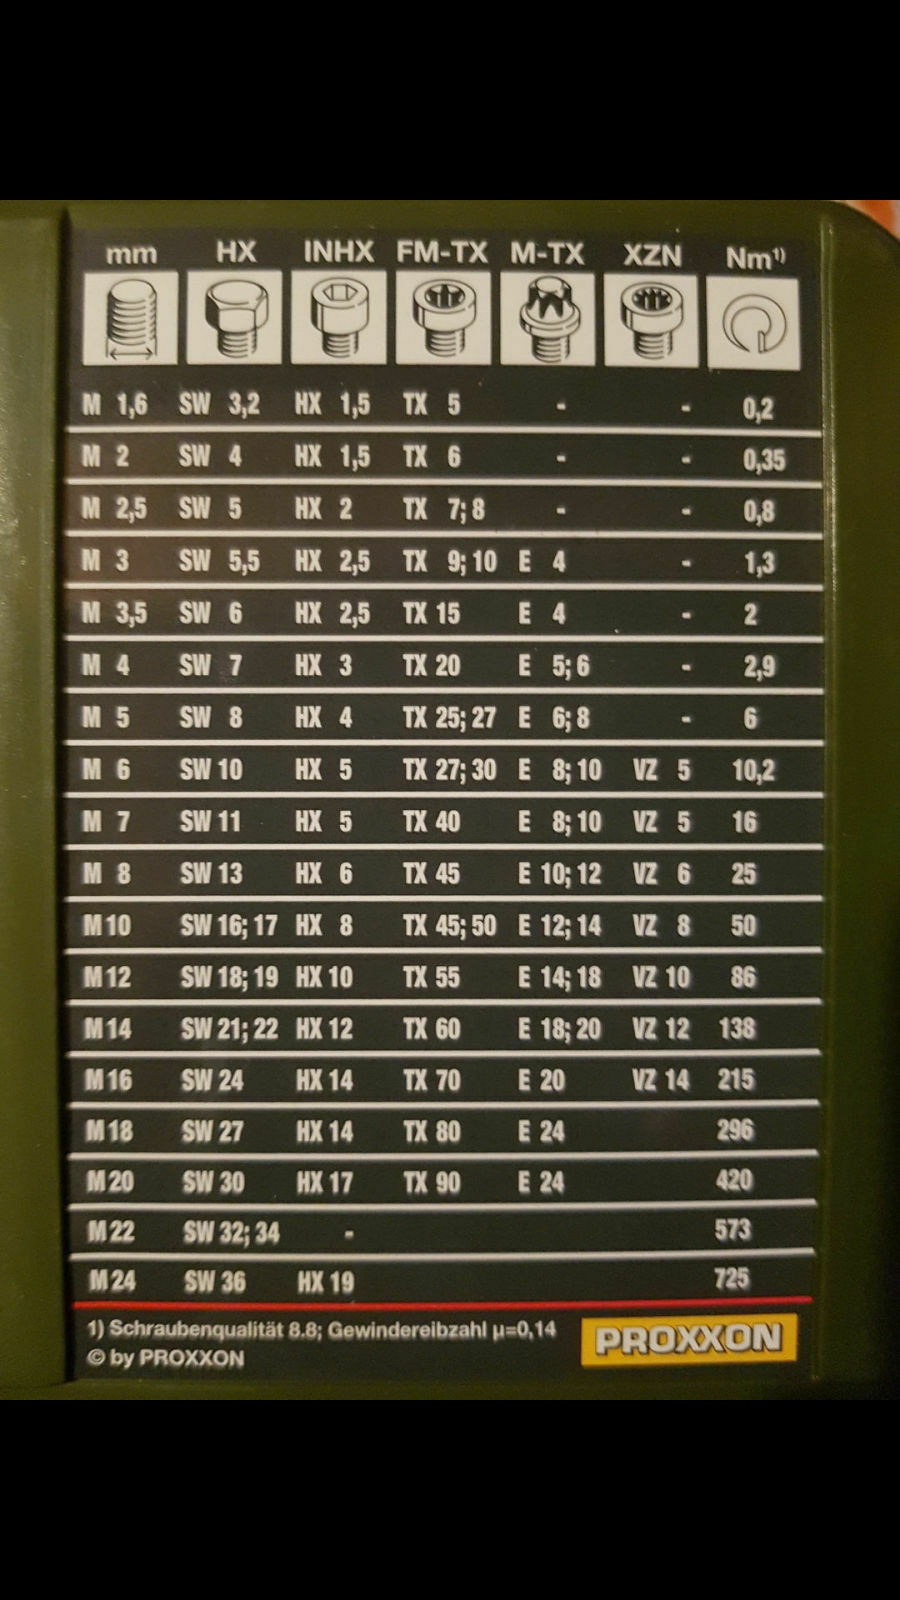 mm HX INHX FM-TX M-TX XZN Nm¹⁾
M 1,6 SW 3,2 HX 1,5 TX 5 - - 0,2
M 2 SW 4 HX 1,5 TX 6 - - 0,35
M 2,5 SW 5 HX 2 TX 7; 8 - - 0,8
M 3 SW 5,5 HX 2,5 TX 9; 10 E 4 - 1,3
M 3,5 SW 6 HX 2,5 TX 15 E 4 - 2
M 4 SW 7 HX 3 TX 20 E 5; 6 - 2,9
M 5 SW 8 HX 4 TX 25; 27 E 6; 8 - 6
M 6 SW 10 HX 5 TX 27; 30 E 8; 10 VZ 5 10,2
M 7 SW 11 HX 5 TX 40 E 8; 10 VZ 5 16
M 8 SW 13 HX 6 TX 45 E 10; 12 VZ 6 25
M 10 SW 16; 17 HX 8 TX 45; 50 E 12; 14 VZ 8 50
M 12 SW 18; 19 HX 10 TX 55 E 14; 18 VZ 10 86
M 14 SW 21; 22 HX 12 TX 60 E 18; 20 VZ 12 138
M 16 SW 24 HX 14 TX 70 E 20 VZ 14 215
M 18 SW 27 HX 14 TX 80 E 24 296
M 20 SW 30 HX 17 TX 90 E 24 420
M 22 SW 32; 34 - 573
M 24 SW 36 HX 19 725
1) Schraubenqualität 8.8; Gewindereibzahl µ=0,14
© by PROXXON
PROXXON